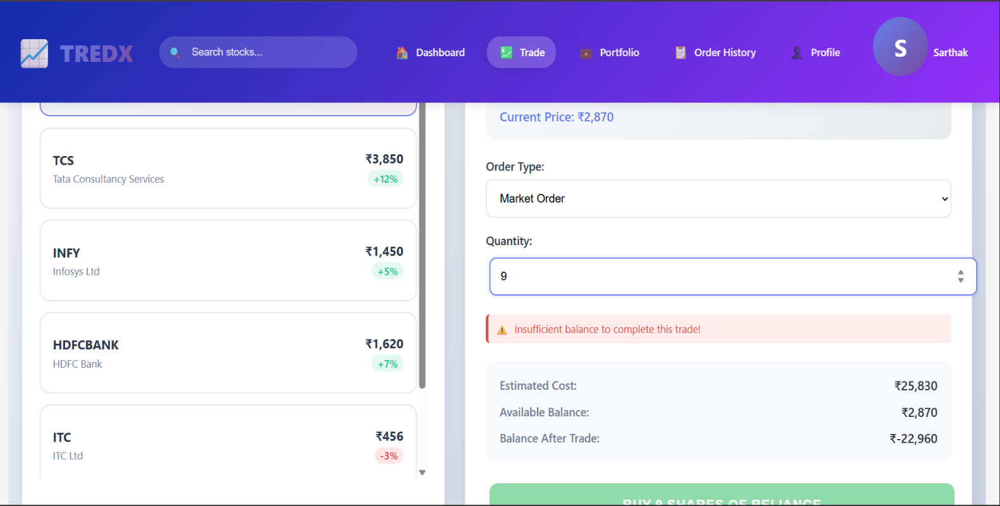 TREDX
Search stocks...
Dashboard
Trade
Portfolio
Order History
Profile
S
Sarthak
TCS
Tata Consultancy Services
₹3,850
+12%
INFY
Infosys Ltd
₹1,450
+5%
HDFCBANK
HDFC Bank
₹1,620
+7%
ITC
ITC Ltd
₹456
-3%
Current Price: ₹2,870
Order Type:
Market Order
Quantity:
9
Insufficient balance to complete this trade!
Estimated Cost: ₹25,830
Available Balance: ₹2,870
Balance After Trade: ₹-22,960
BUY 9 SHARES OF RELIANCE